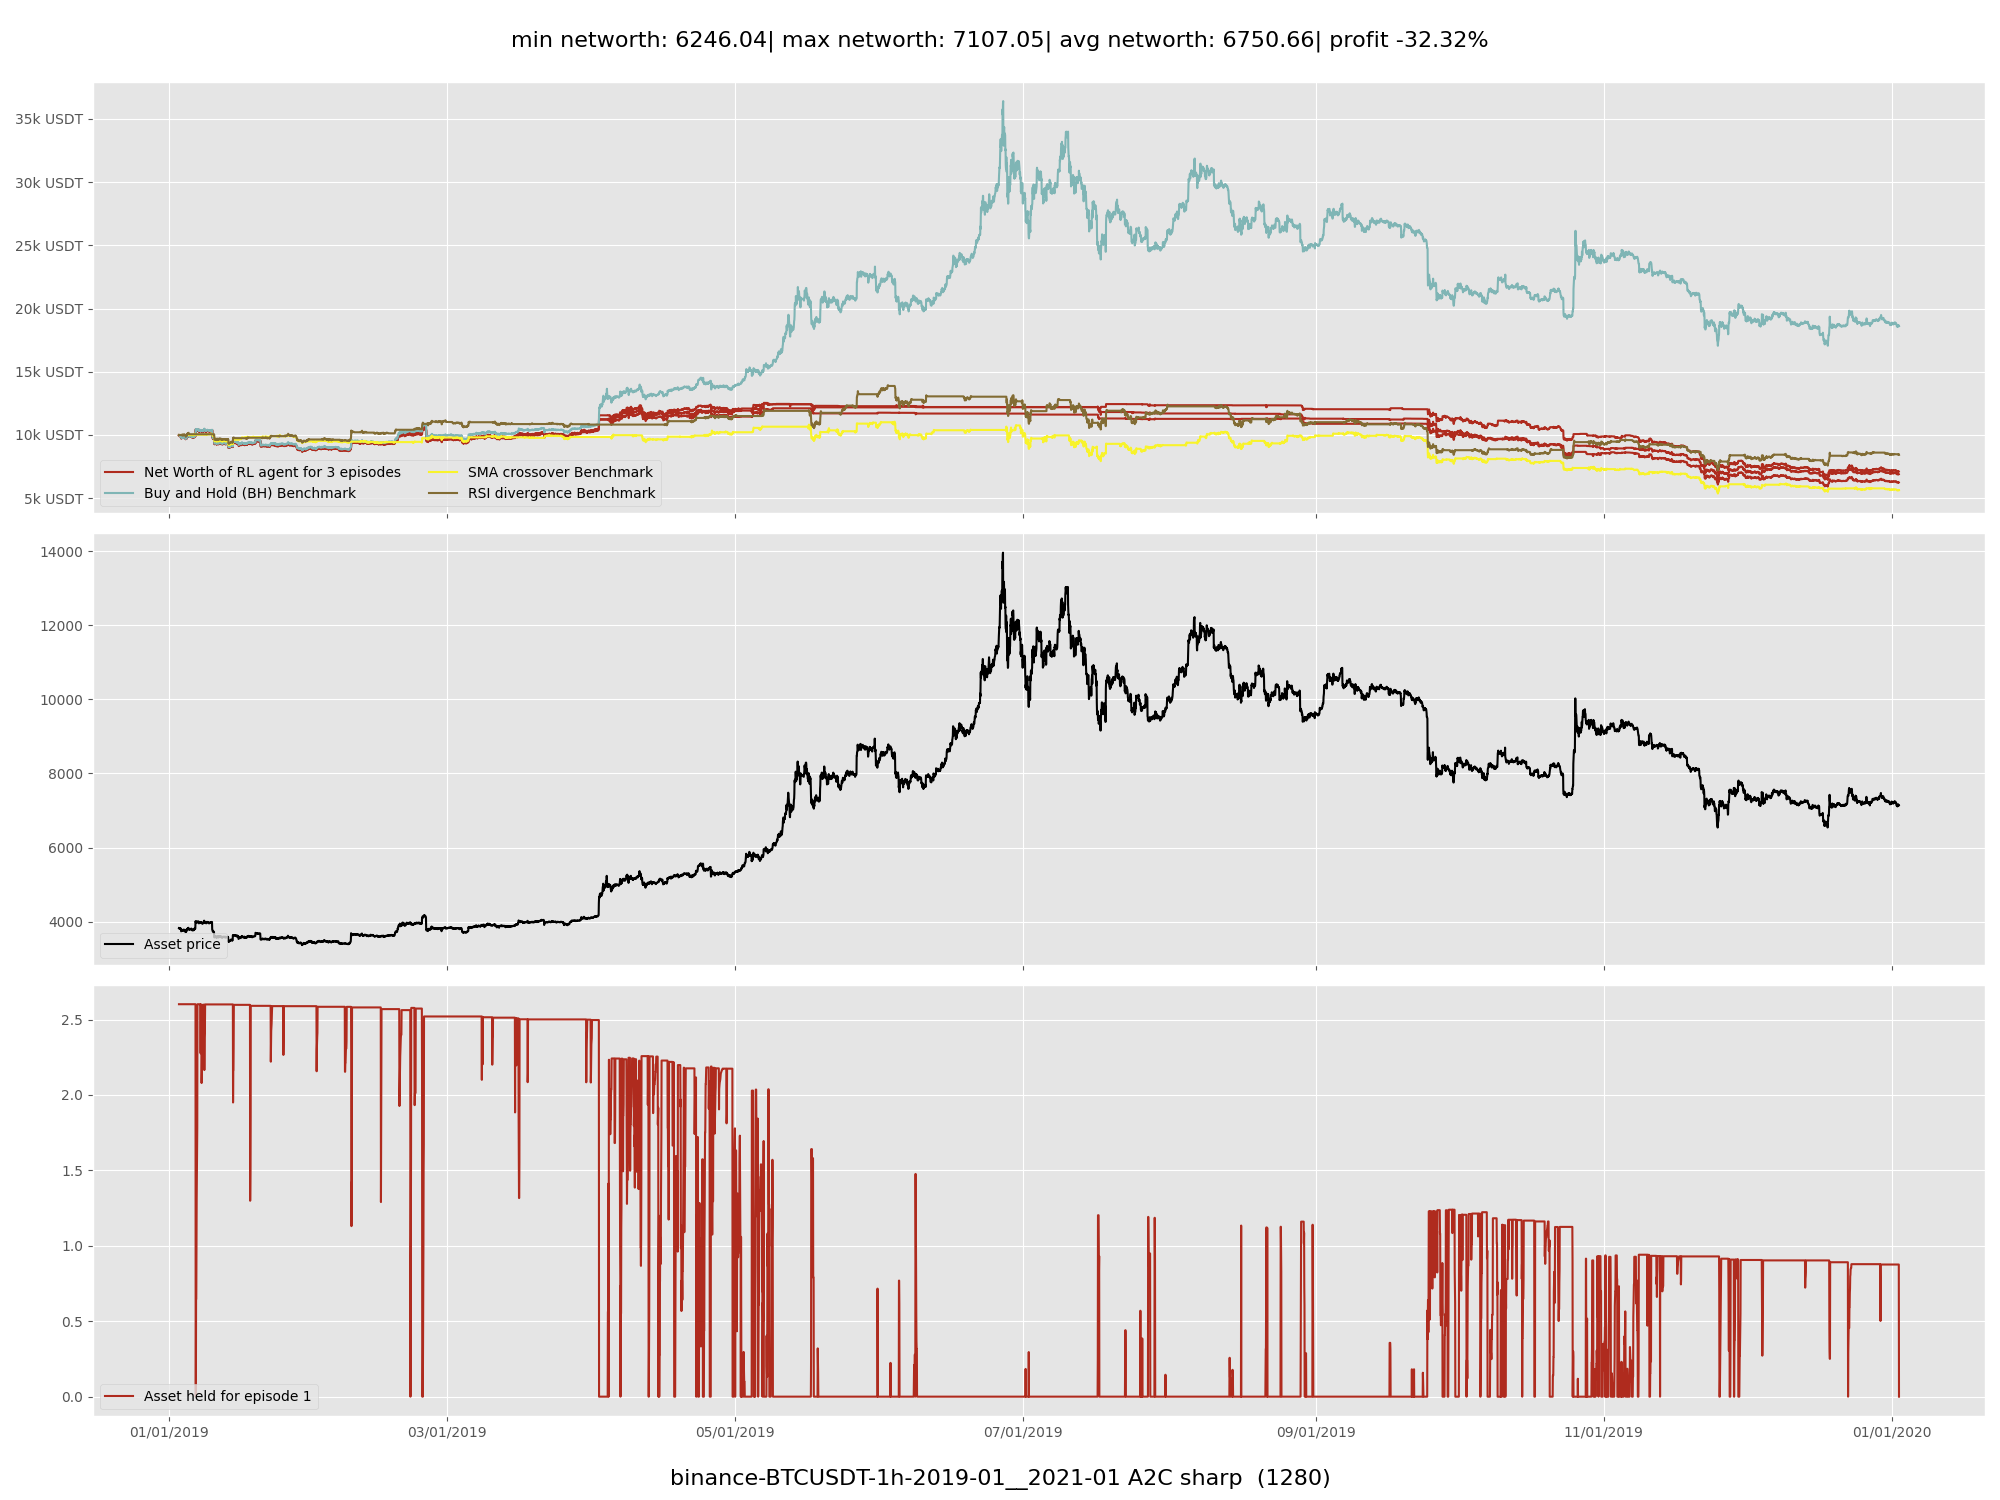 min networth: 6246.04| max networth: 7107.05| avg networth: 6750.66| profit -32.32%
35k USDT
30k USDT
25k USDT
20k USDT
15k USDT
10k USDT
5k USDT
Net Worth of RL agent for 3 episodes
Buy and Hold (BH) Benchmark
SMA crossover Benchmark
RSI divergence Benchmark
14000
12000
10000
8000
6000
4000
Asset price
2.5
2.0
1.5
1.0
0.5
0.0
Asset held for episode 1
01/01/2019 03/01/2019 05/01/2019 07/01/2019 09/01/2019 11/01/2019 01/01/2020
binance-BTCUSDT-1h-2019-01__2021-01 A2C sharp (1280)